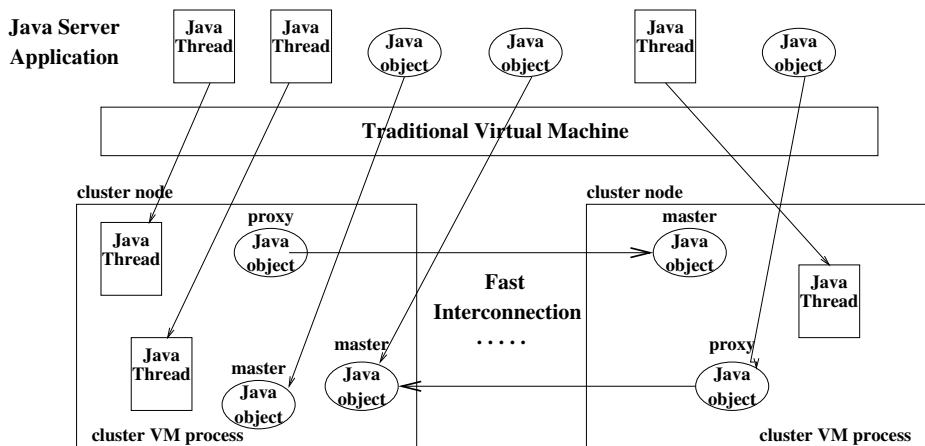 Java Server
Application
Java
Thread
Java
Thread
Java
object
Java
object
Java
Thread
Java
object
Traditional Virtual Machine
cluster node
cluster node
proxy
Java
object
master
Java
object
Java
Thread
Java
Thread
Fast
Interconnection
. . . . .
Java
Thread
master
Java
object
master
Java
object
proxy
Java
object
cluster VM process
cluster VM process